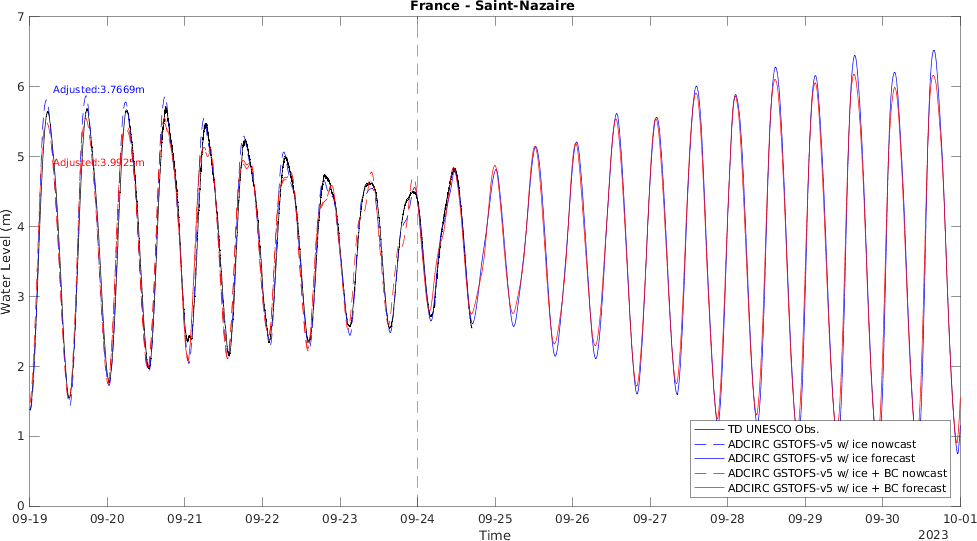 France - Saint-Nazaire
7
6
5
4
3
2
1
0
Water Level (m)
Adjusted:3.7669m
Adjusted:3.9925m
TD UNESCO Obs.
ADCIRC GSTOFS-v5 w/ ice nowcast
ADCIRC GSTOFS-v5 w/ ice forecast
ADCIRC GSTOFS-v5 w/ ice + BC nowcast
ADCIRC GSTOFS-v5 w/ ice + BC forecast
09-19 09-20 09-21 09-22 09-23 09-24 09-25 09-26 09-27 09-28 09-29 09-30 10-01
Time
2023